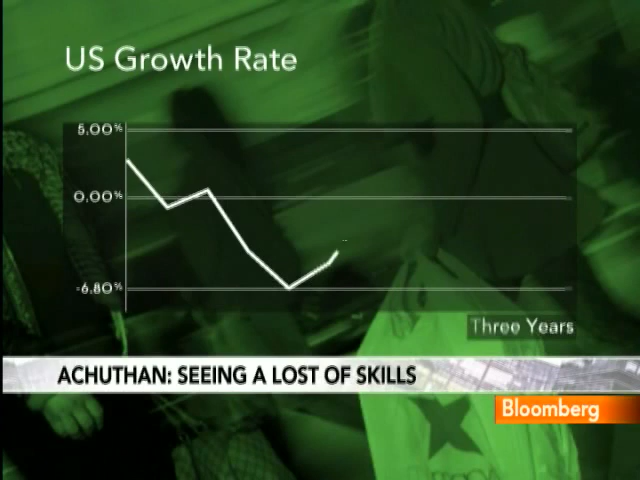 US Growth Rate
5.00%
0.00%
-6.80%
Three Years
ACHUTHAN: SEEING A LOST OF SKILLS
Bloomberg